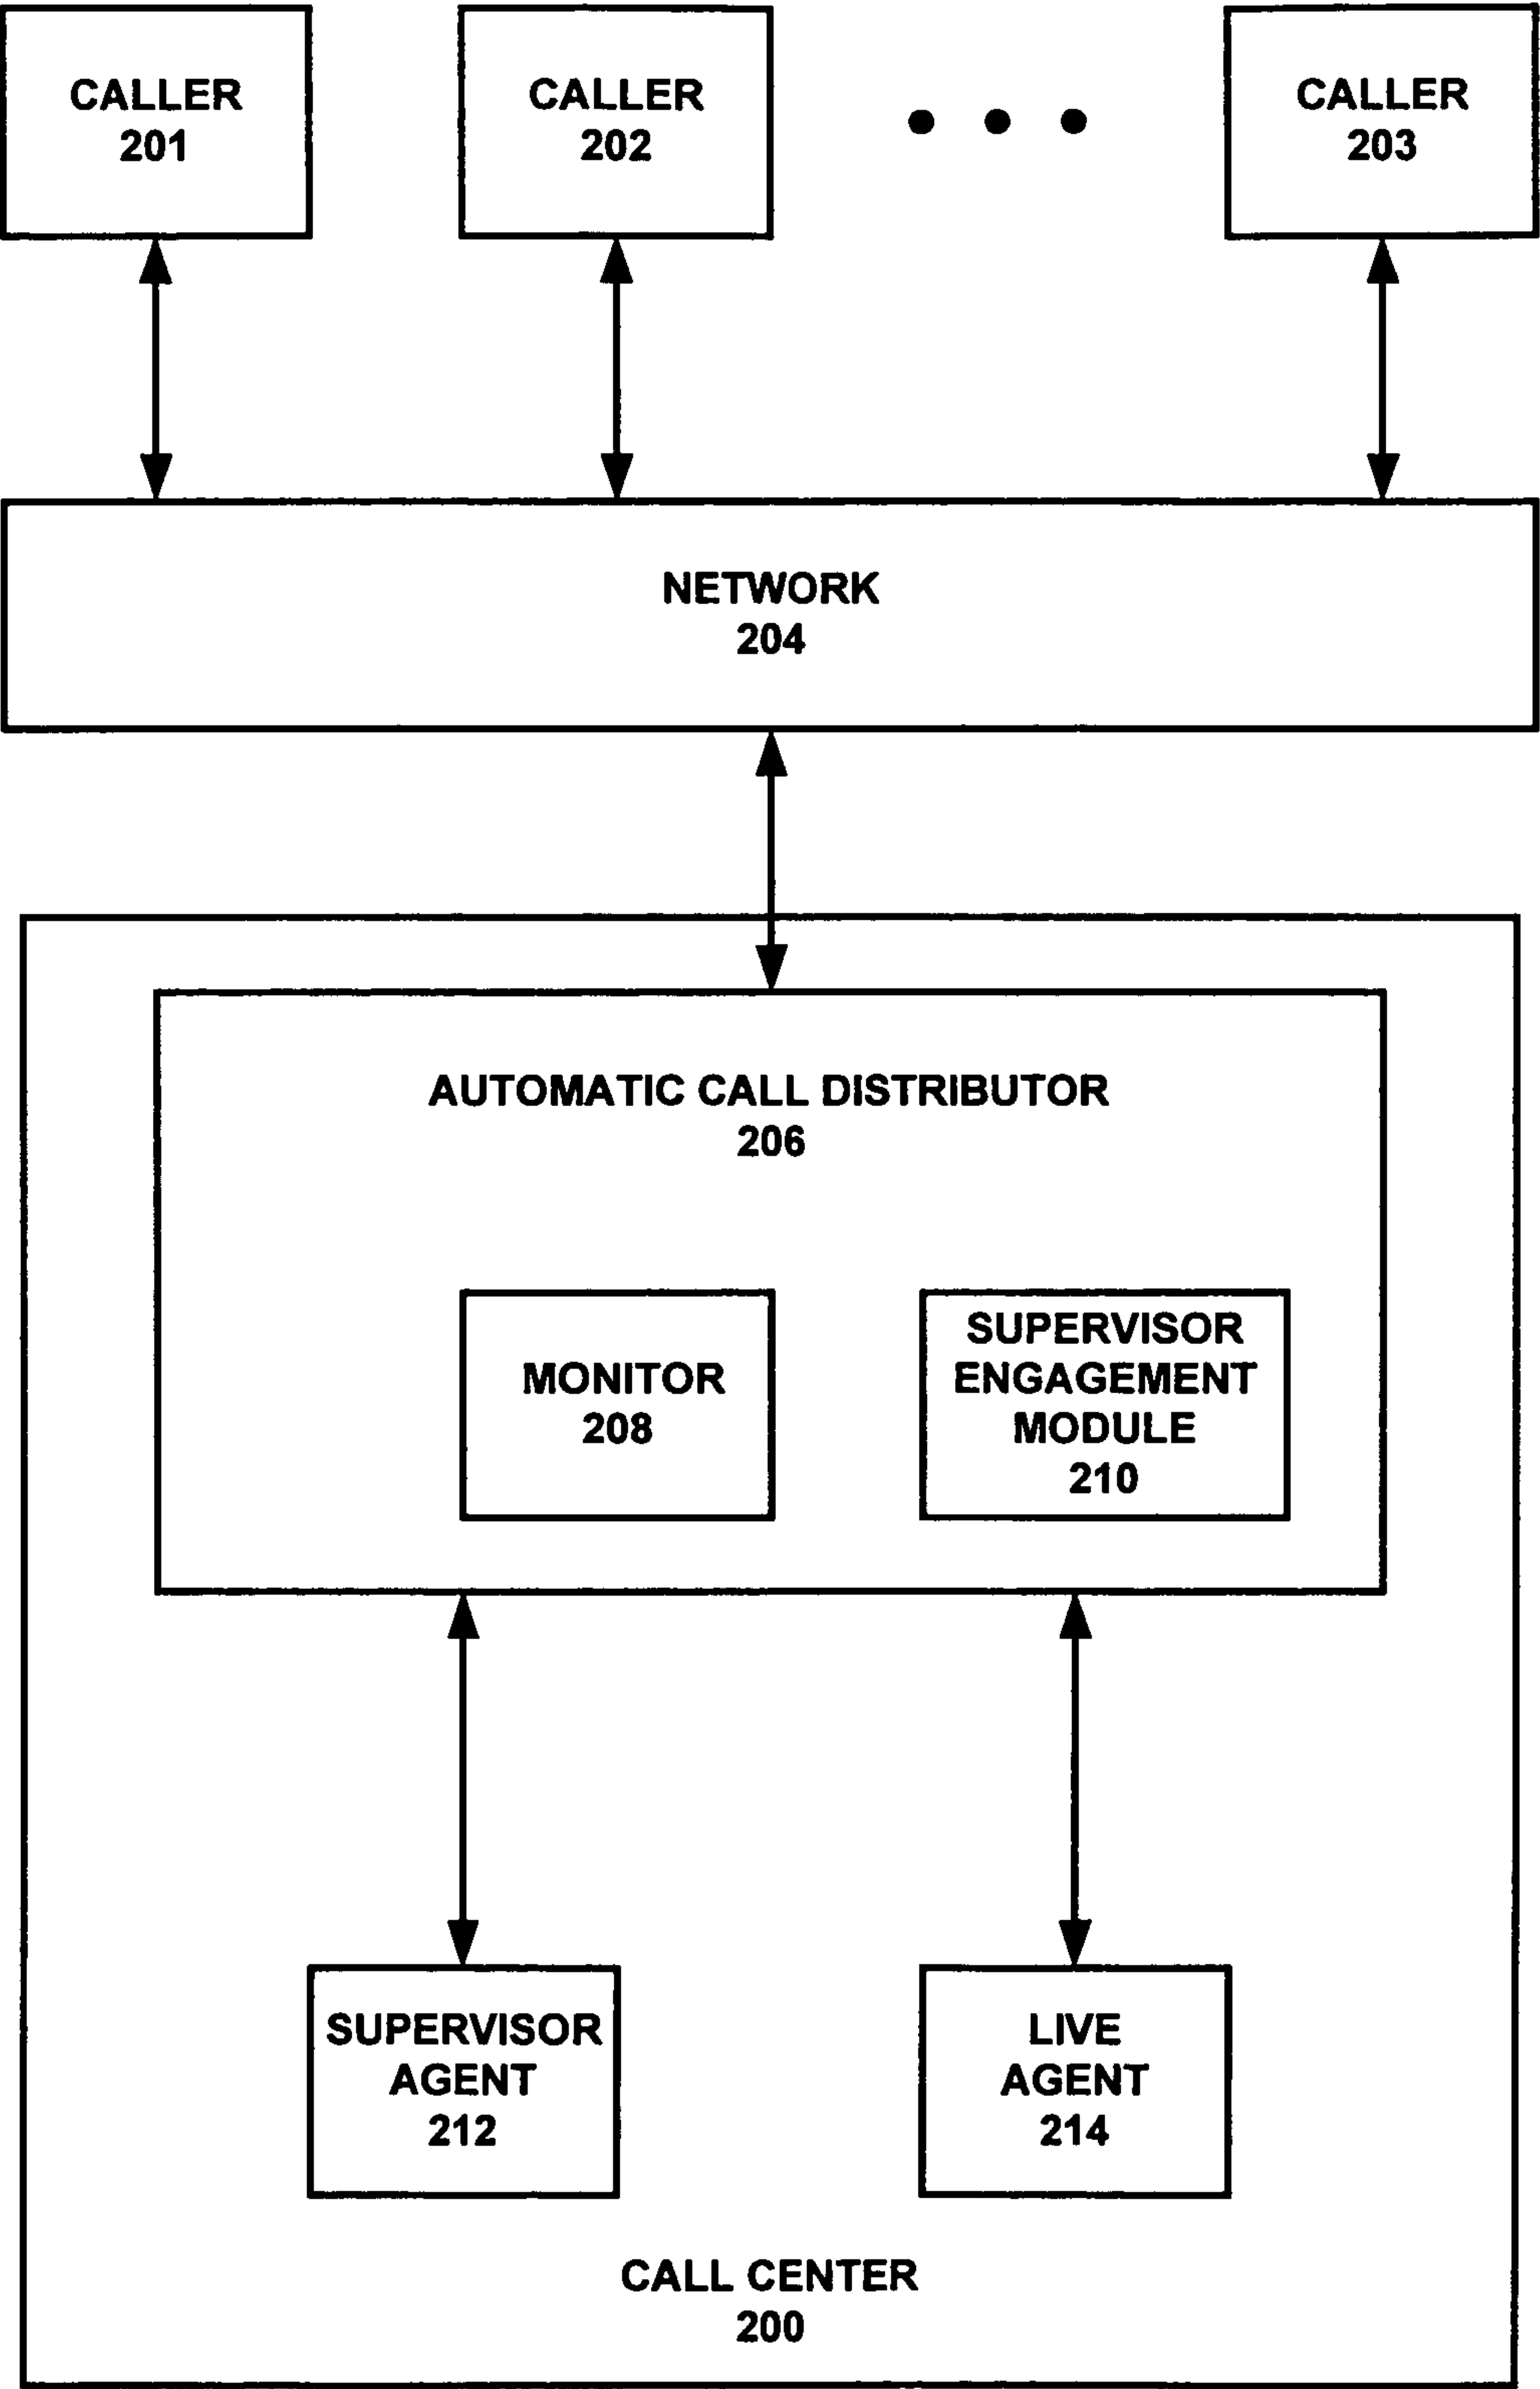 CALLER
201
CALLER
202
CALLER
203
NETWORK
204
AUTOMATIC CALL DISTRIBUTOR
206
MONITOR
208
SUPERVISOR
ENGAGEMENT
MODULE
210
SUPERVISOR
AGENT
212
LIVE
AGENT
214
CALL CENTER
200